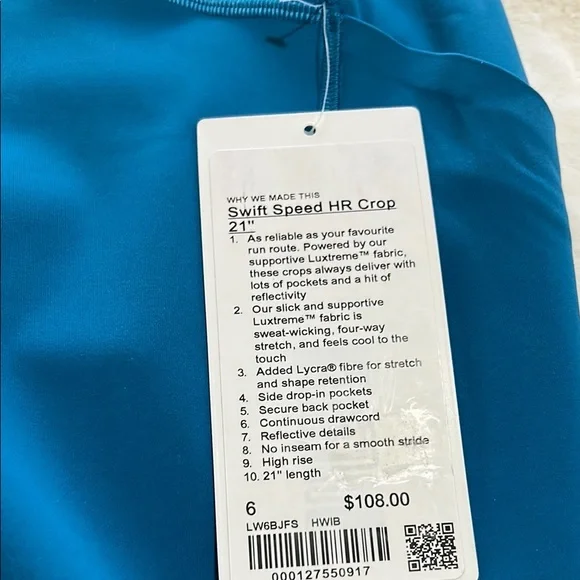 WHY WE MADE THIS
Swift Speed HR Crop
21"
1. As reliable as your favourite
run route. Powered by our
supportive Luxtreme™ fabric,
these crops always deliver with
lots of pockets and a hit of
reflectivity
2. Our slick and supportive
Luxtreme™ fabric is
sweat-wicking, four-way
stretch, and feels cool to the
touch
3. Added Lycra® fibre for stretch
and shape retention
4. Side drop-in pockets
5. Secure back pocket
6. Continuous drawcord
7. Reflective details
8. No inseam for a smooth stride
9. High rise
10. 21" length
6 $108.00
LW6BJFS HWIB
000127550917